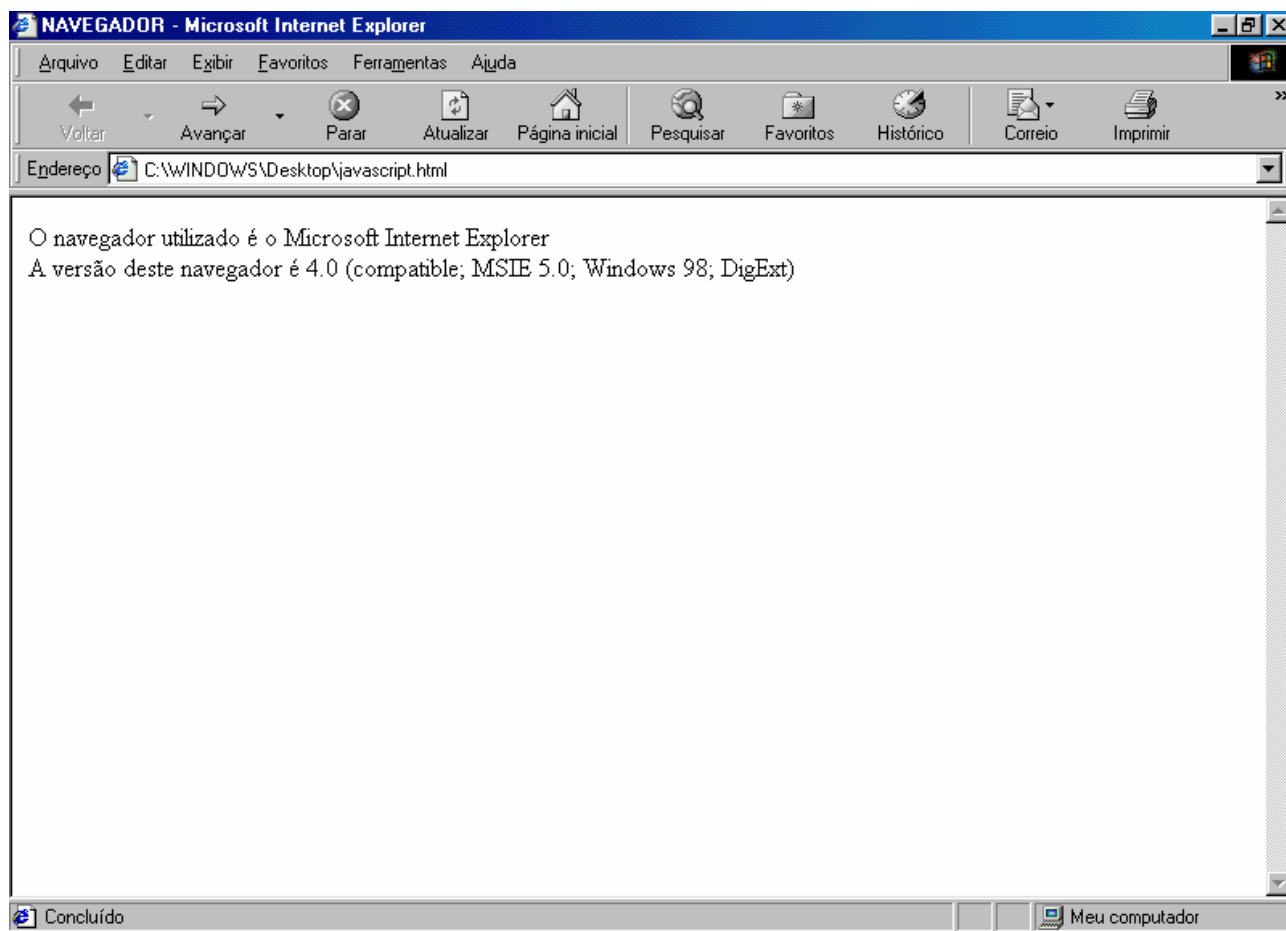 NAVEGADOR - Microsoft Internet Explorer
Arquivo Editar Exibir Favoritos Ferramentas Ajuda
Voltar Avançar Parar Atualizar Página inicial Pesquisar Favoritos Histórico Correio Imprimir
Endereço C:\WINDOWS\Desktop\javascript.html
O navegador utilizado é o Microsoft Internet Explorer
A versão deste navegador é 4.0 (compatible; MSIE 5.0; Windows 98; DigExt)
Concluído Meu computador